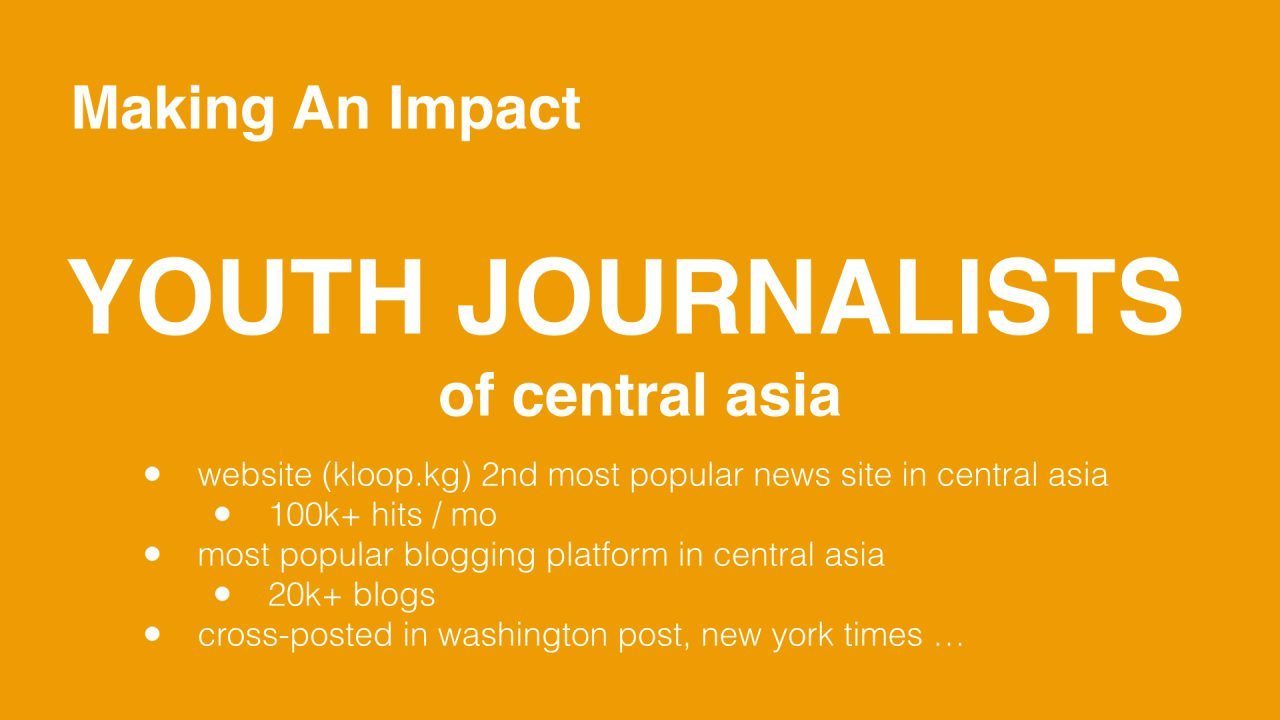 Making An Impact
YOUTH JOURNALISTS
of central asia
● website (kloop.kg) 2nd most popular news site in central asia
● 100k+ hits / mo
● most popular blogging platform in central asia
● 20k+ blogs
● cross-posted in washington post, new york times …